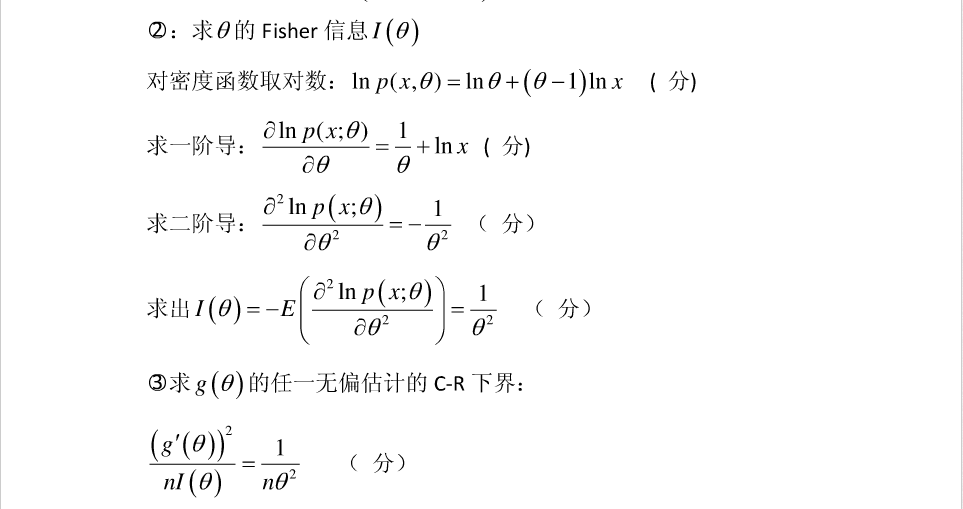 ②：求θ的 Fisher 信息 I(θ)
对密度函数取对数：ln p(x,θ) = ln θ + (θ − 1) ln x ( 分)
求一阶导：∂ln p(x;θ)/∂θ = 1/θ + ln x ( 分)
求二阶导：∂² ln p(x;θ)/∂θ² = − 1/θ² （ 分）
求出 I(θ) = −E(∂² ln p(x;θ)/∂θ²) = 1/θ² （ 分）
③求 g(θ) 的任一无偏估计的 C-R 下界：
(g′(θ))²/nI(θ) = 1/nθ² （ 分）